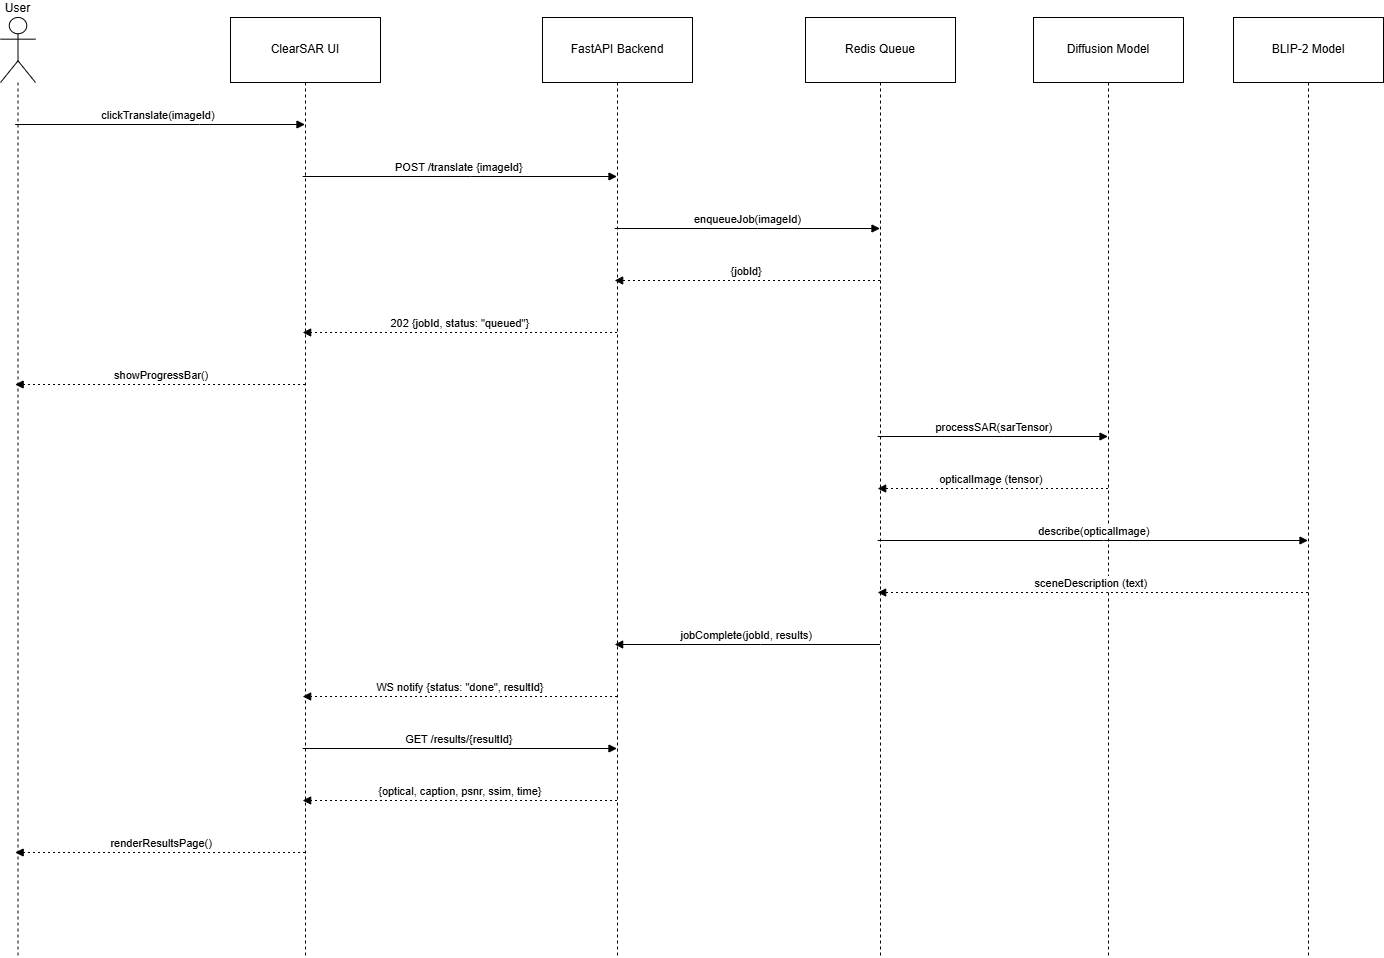 User
ClearSAR UI
FastAPI Backend
Redis Queue
Diffusion Model
BLIP-2 Model
clickTranslate(imageId)
POST /translate {imageId}
enqueueJob(imageId)
{jobId}
202 {jobId, status: "queued"}
showProgressBar()
processSAR(sarTensor)
opticalImage (tensor)
describe(opticalImage)
sceneDescription (text)
jobComplete(jobId, results)
WS notify {status: "done", resultId}
GET /results/{resultId}
{optical, caption, psnr, ssim, time}
renderResultsPage()